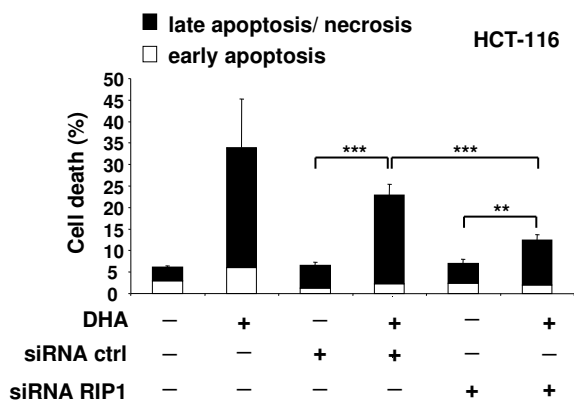 late apoptosis/ necrosis
HCT-116
early apoptosis
Cell death (%)
50
45
40
35
30
25
20
15
10
5
0
***
***
**
DHA – + – + – +
siRNA ctrl – – + + – –
siRNA RIP1 – – – – + +